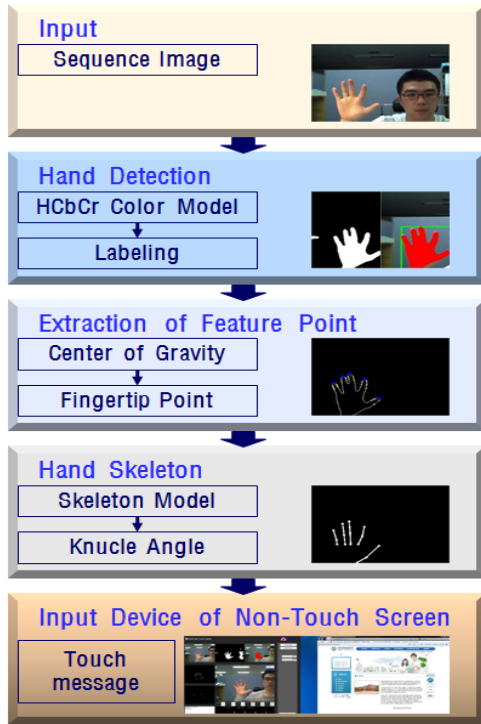 Input
Sequence Image
Hand Detection
HCbCr Color Model
Labeling
Extraction of Feature Point
Center of Gravity
Fingertip Point
Hand Skeleton
Skeleton Model
Knucle Angle
Input Device of Non-Touch Screen
Touch
message